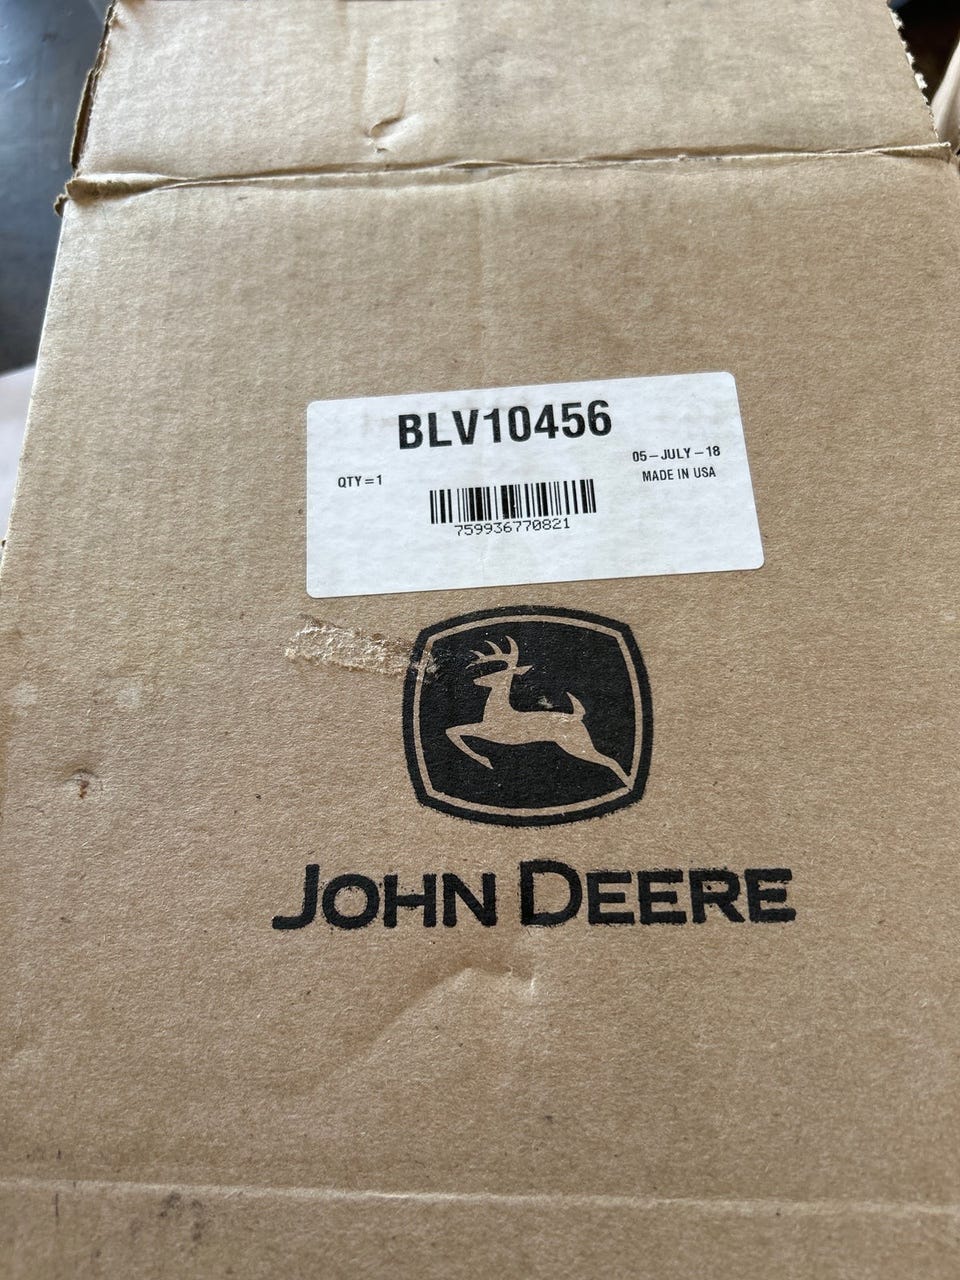 BLV10456
05-JULY-18
QTY=1
MADE IN USA
759936770821
JOHN DEERE